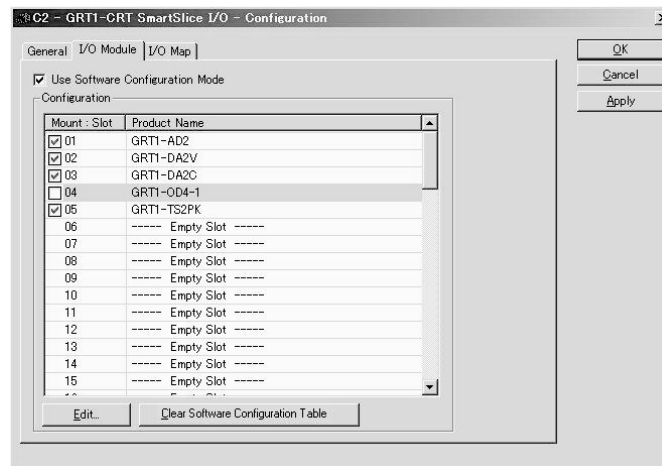 C2 - GRT1-CRT SmartSlice I/O - Configuration
General I/O Module I/O Map
OK
Cancel
Apply
Use Software Configuration Mode
Configuration
Mount : Slot Product Name
01 GRT1-AD2
02 GRT1-DA2V
03 GRT1-DA2C
04 GRT1-OD4-1
05 GRT1-TS2PK
06 ----- Empty Slot -----
07 ----- Empty Slot -----
08 ----- Empty Slot -----
09 ----- Empty Slot -----
10 ----- Empty Slot -----
11 ----- Empty Slot -----
12 ----- Empty Slot -----
13 ----- Empty Slot -----
14 ----- Empty Slot -----
15 ----- Empty Slot -----
Edit... Clear Software Configuration Table